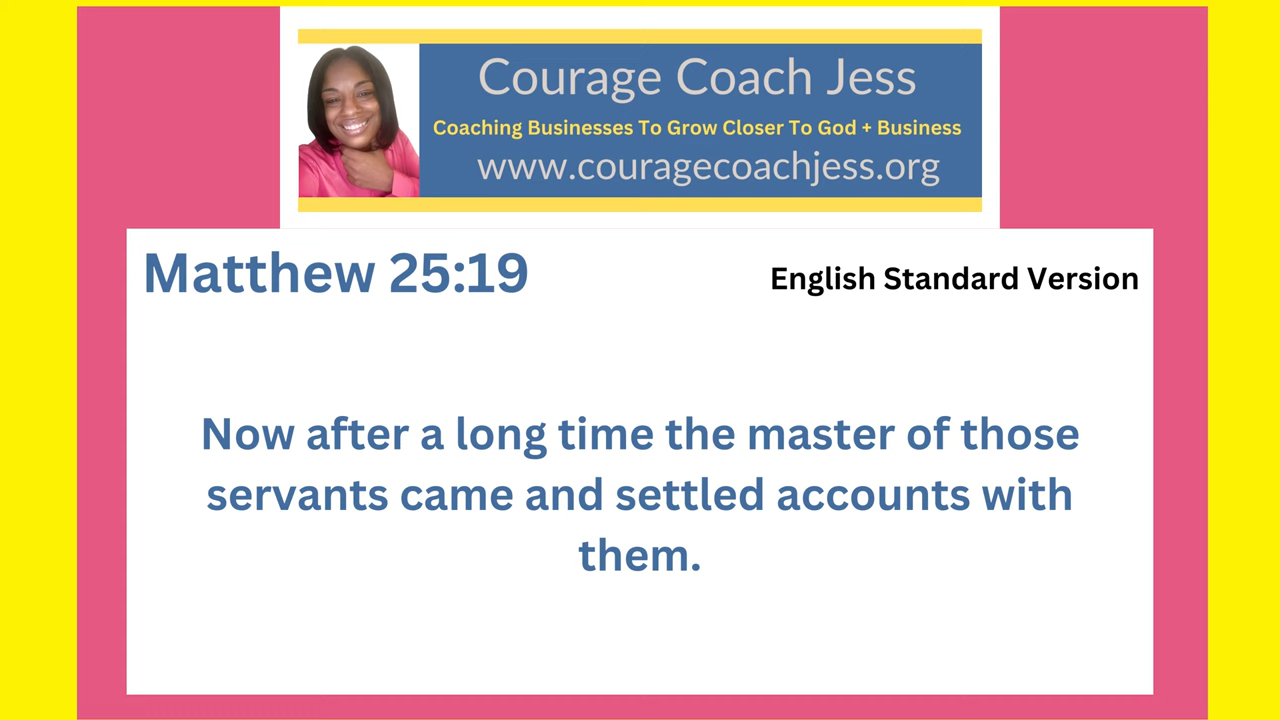 Courage Coach Jess
Coaching Businesses To Grow Closer To God + Business
www.couragecoachjess.org
Matthew 25:19
English Standard Version
Now after a long time the master of those
servants came and settled accounts with
them.